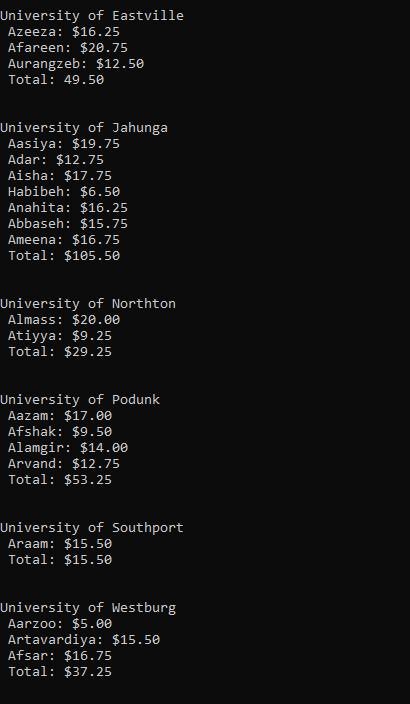 University of Eastville
Azeeza: $16.25
Afareen: $20.75
Aurangzeb: $12.50
Total: 49.50
University of Jahunga
Aasiya: $19.75
Adar: $12.75
Aisha: $17.75
Habibeh: $6.50
Anahita: $16.25
Abbaseh: $15.75
Ameena: $16.75
Total: $105.50
University of Northton
Almass: $20.00
Atiyya: $9.25
Total: $29.25
University of Podunk
Aazam: $17.00
Afshak: $9.50
Alamgir: $14.00
Arvand: $12.75
Total: $53.25
University of Southport
Araam: $15.50
Total: $15.50
University of Westburg
Aarzoo: $5.00
Artavardiya: $15.50
Afsar: $16.75
Total: $37.25